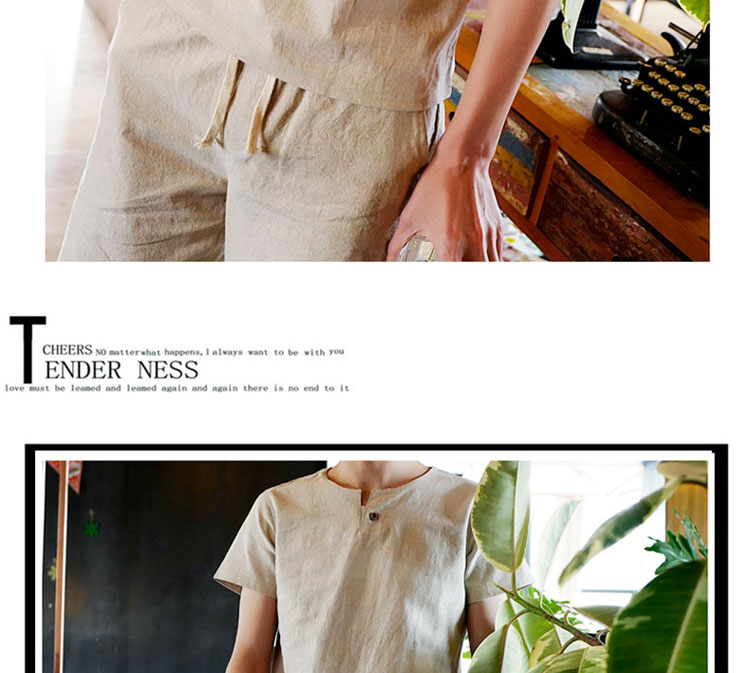 T
CHEERS NO matterwhat happens,l always want to be with you
ENDER NESS
love must be leamed and leamed again and again there is no end to it